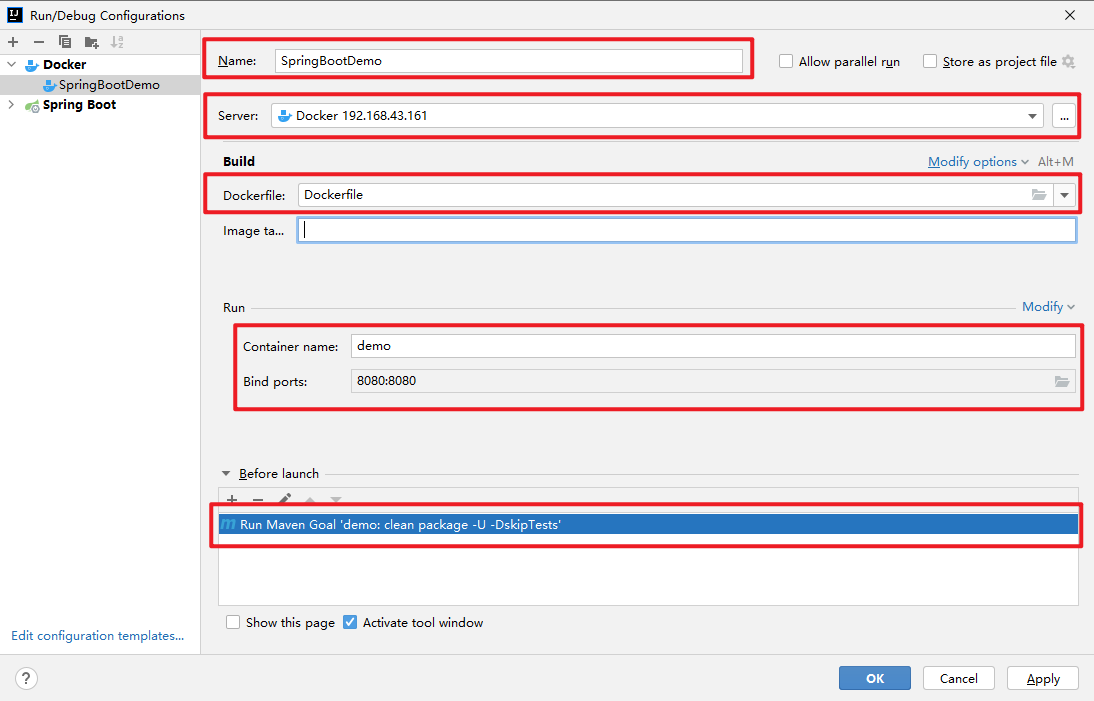 Run/Debug Configurations
Docker
SpringBootDemo
Spring Boot
Edit configuration templates...
Name: SpringBootDemo Allow parallel run Store as project file
Server: Docker 192.168.43.161 ...
Build Modify options Alt+M
Dockerfile: Dockerfile
Image ta...
Run Modify
Container name: demo
Bind ports: 8080:8080
Before launch
Run Maven Goal 'demo: clean package -U -DskipTests'
Show this page Activate tool window
? OK Cancel Apply